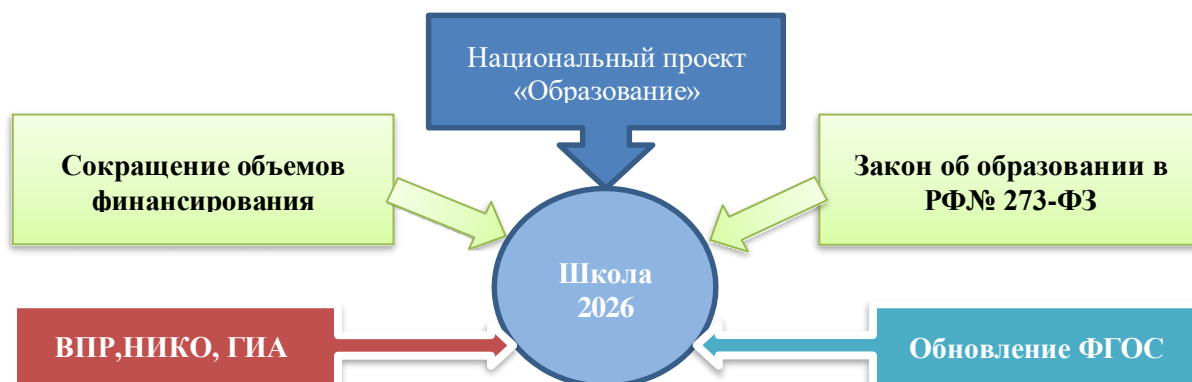 Национальный проект
«Образование»
Сокращение объемов
финансирования
Закон об образовании в
РФ№ 273-ФЗ
Школа
2026
ВПР,НИКО, ГИА
Обновление ФГОС